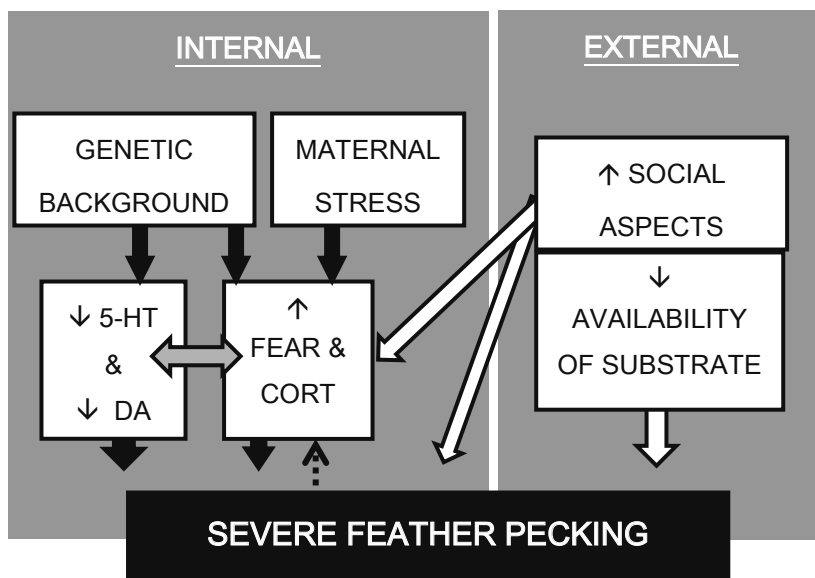 INTERNAL
EXTERNAL
GENETIC
BACKGROUND
MATERNAL
STRESS
↑ SOCIAL
ASPECTS
↓ 5-HT
&
↓ DA
↑
FEAR &
CORT
↓
AVAILABILITY
OF SUBSTRATE
SEVERE FEATHER PECKING